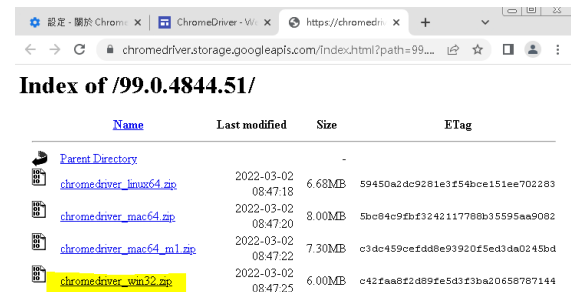 設定 - 關於 Chrome
ChromeDriver - W
https://chromedri
chromedriver.storage.googleapis.com/index.html?path=99....
Index of /99.0.4844.51/
Name Last modified Size ETag
Parent Directory -
chromedriver_linux64.zip 2022-03-02 08:47:18 6.68MB 59450a2dc9281e3f54bce151ee702283
chromedriver_mac64.zip 2022-03-02 08:47:20 8.00MB 5bc84c9fbf3242117788b35595aa9082
chromedriver_mac64_m1.zip 2022-03-02 08:47:22 7.30MB c3dc459cefdd8e93920f5ed3da0245bd
chromedriver_win32.zip 2022-03-02 08:47:25 6.00MB c42faa8f2d89fe5d3f3ba20658787144